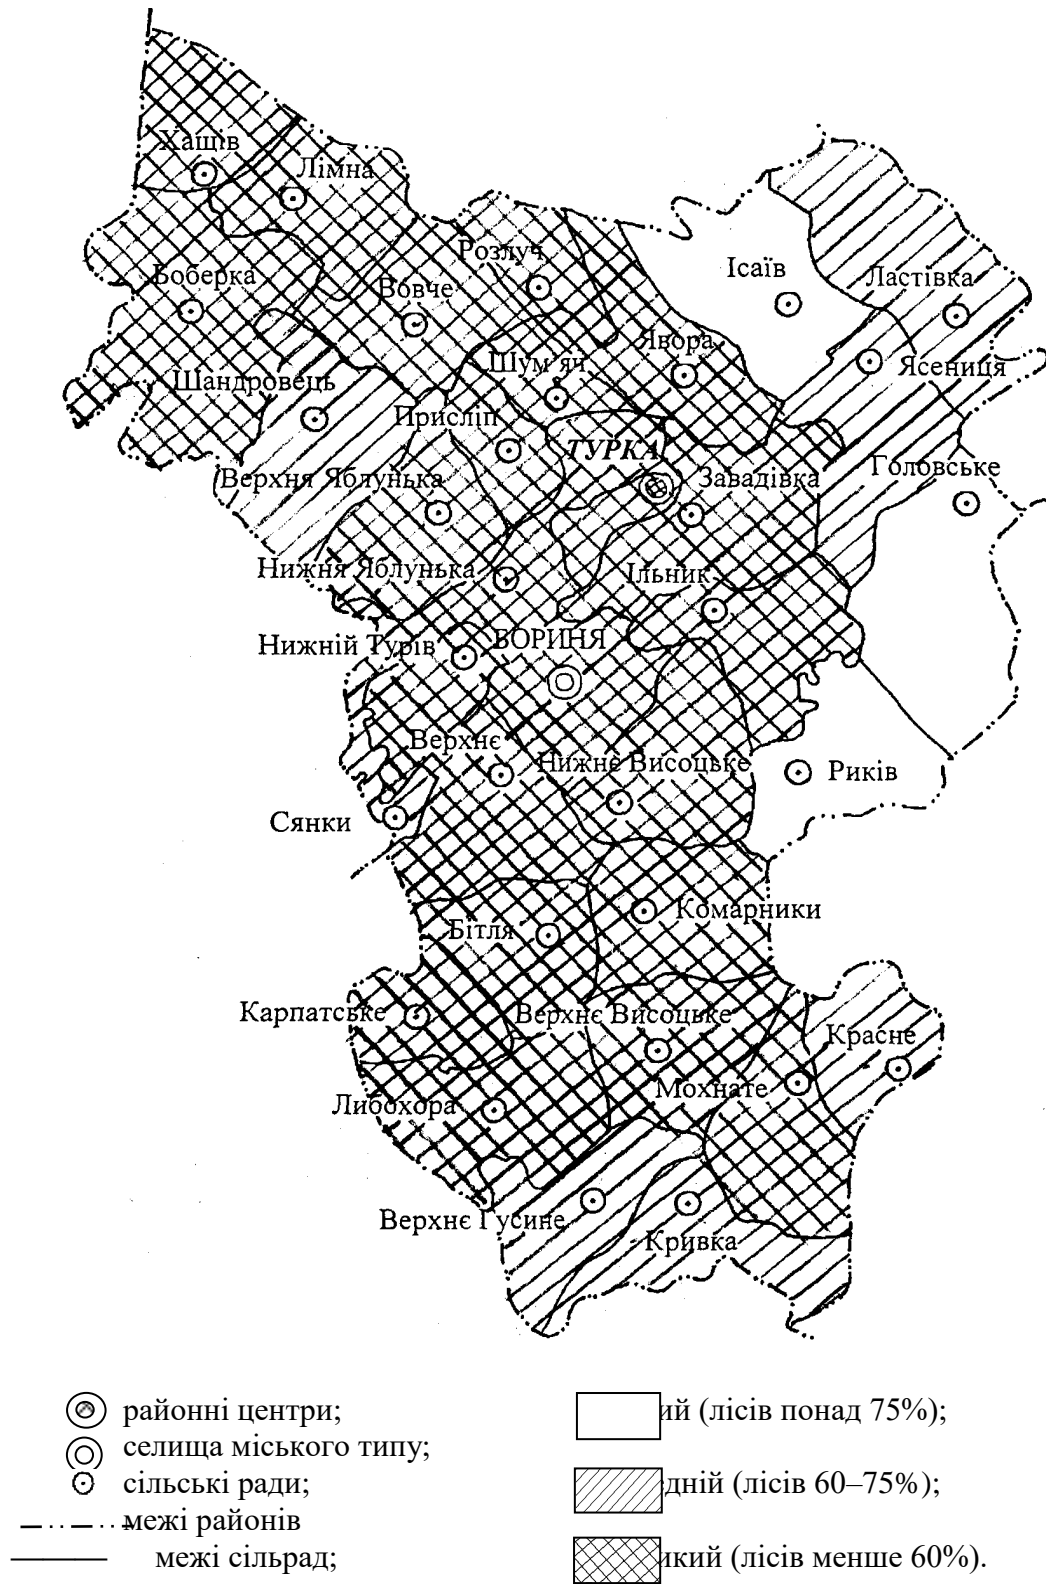 Хащів
Лімна
Розлуч
Ісаїв
Ластівка
Боберка
Вовче
Явора
Шум'яч
Ясениця
Шандровець
Присліп
ТУРКА
Головське
Верхня Яблунька
Завадівка
Нижня Яблунька
Ільник
Нижній Турів
БОРИНЯ
Верхнє
Нижнє Висоцьке
Риків
Сянки
Комарники
Бітля
Карпатське
Верхнє Висоцьке
Красне
Мохнате
Либохора
Верхнє Гусине
Кривка
районні центри;
селища міського типу;
сільські ради;
межі районів
межі сільрад;
ий (лісів понад 75%);
дній (лісів 60–75%);
икий (лісів менше 60%).